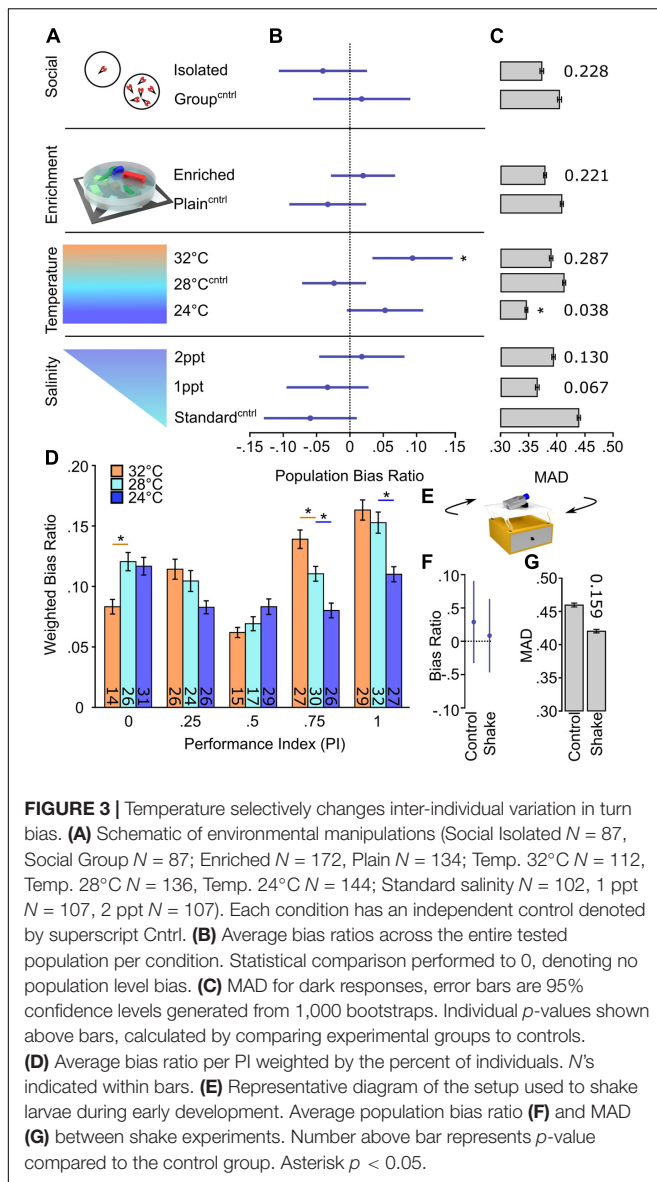 A
B
C
Social
Isolated
Group^cntrl
0.228
Enrichment
Enriched
Plain^cntrl
0.221
Temperature
32°C
28°C^cntrl
24°C
*
0.287
* 0.038
Salinity
2ppt
1ppt
Standard^cntrl
0.130
0.067
-.15 -.10 -.05 0 .05 .10 .15
Population Bias Ratio
.30 .35 .40 .45 .50
MAD
D
32°C
28°C
24°C
Weighted Bias Ratio
.20
.15
.10
.05
0
* * * *
14 26 31 26 24 26 15 17 29 27 30 26 29 32 27
0 .25 .5 .75 1
Performance Index (PI)
E
F
Bias Ratio
.10
.5
0
-.5
-.10
Control
Shake
G
MAD
.50
.45
.40
.35
.30
0.159
Control
Shake
FIGURE 3 | Temperature selectively changes inter-individual variation in turn
bias. (A) Schematic of environmental manipulations (Social Isolated N = 87,
Social Group N = 87; Enriched N = 172, Plain N = 134; Temp. 32°C N = 112,
Temp. 28°C N = 136, Temp. 24°C N = 144; Standard salinity N = 102, 1 ppt
N = 107, 2 ppt N = 107). Each condition has an independent control denoted
by superscript Cntrl. (B) Average bias ratios across the entire tested
population per condition. Statistical comparison performed to 0, denoting no
population level bias. (C) MAD for dark responses, error bars are 95%
confidence levels generated from 1,000 bootstraps. Individual p-values shown
above bars, calculated by comparing experimental groups to controls.
(D) Average bias ratio per PI weighted by the percent of individuals. N's
indicated within bars. (E) Representative diagram of the setup used to shake
larvae during early development. Average population bias ratio (F) and MAD
(G) between shake experiments. Number above bar represents p-value
compared to the control group. Asterisk p < 0.05.